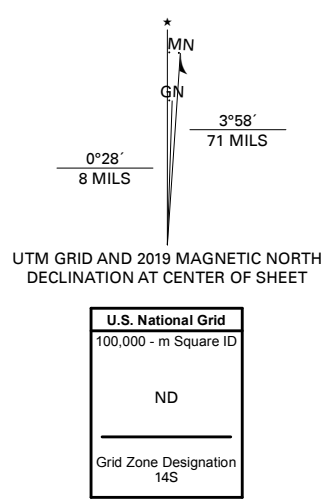 ★
MN
GN
3°58´
71 MILS
0°28´
8 MILS
UTM GRID AND 2019 MAGNETIC NORTH
DECLINATION AT CENTER OF SHEET
U.S. National Grid
100,000 - m Square ID
ND
Grid Zone Designation
14S